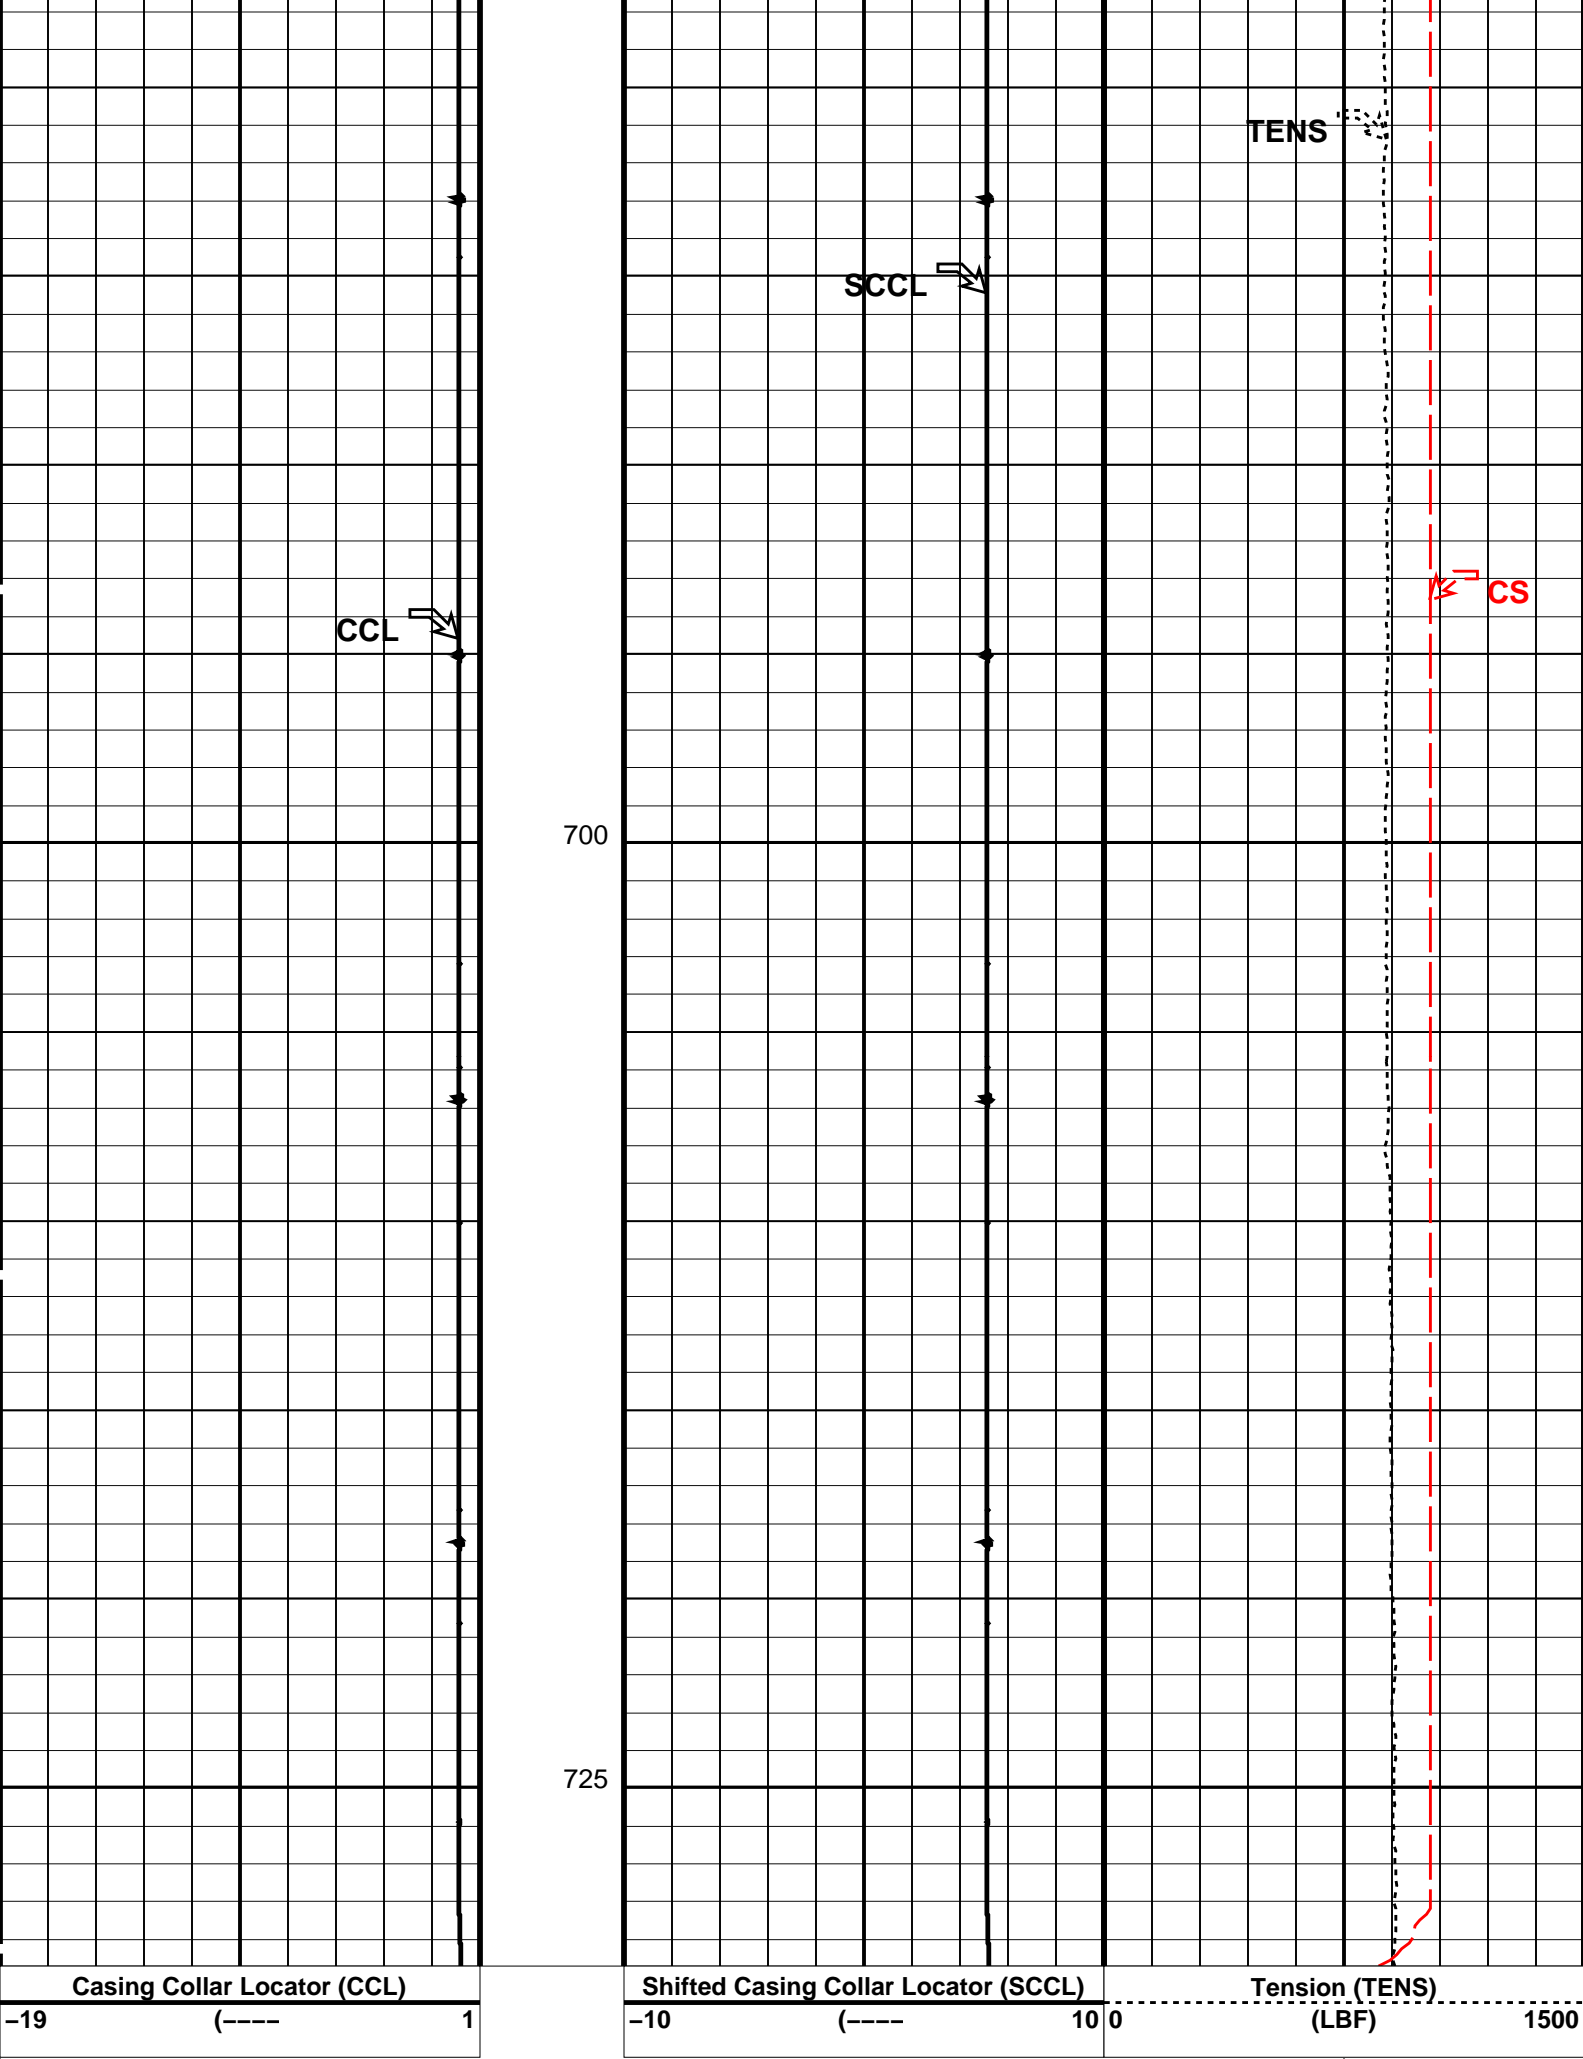 TENS
SCCL
CS
CCL
700
725
Casing Collar Locator (CCL)
−19 (−−−− 1
Shifted Casing Collar Locator (SCCL)
−10 (−−−− 10
Tension (TENS)
0 (LBF) 1500